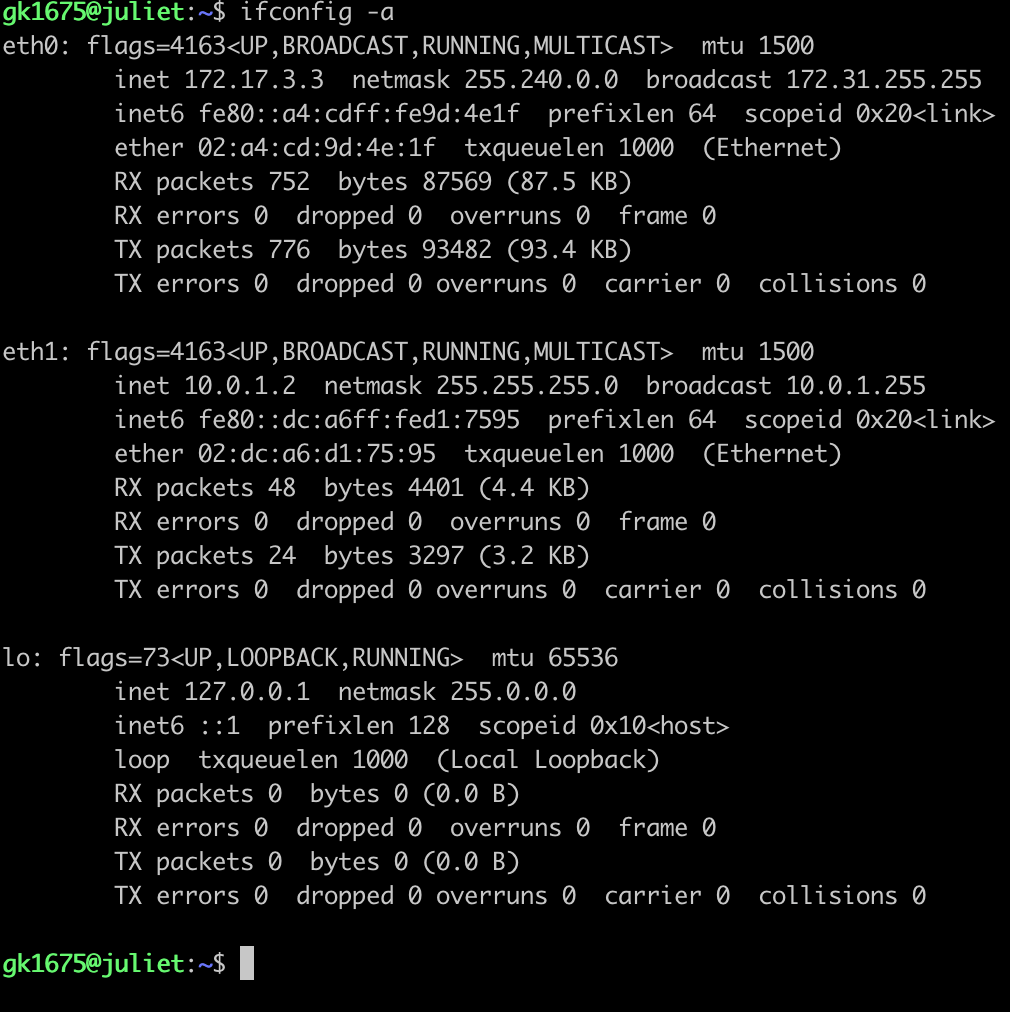 gk1675@juliet:~$ ifconfig -a
eth0: flags=4163<UP,BROADCAST,RUNNING,MULTICAST>  mtu 1500
        inet 172.17.3.3  netmask 255.240.0.0  broadcast 172.31.255.255
        inet6 fe80::a4:cdff:fe9d:4e1f  prefixlen 64  scopeid 0x20<link>
        ether 02:a4:cd:9d:4e:1f  txqueuelen 1000  (Ethernet)
        RX packets 752  bytes 87569 (87.5 KB)
        RX errors 0  dropped 0  overruns 0  frame 0
        TX packets 776  bytes 93482 (93.4 KB)
        TX errors 0  dropped 0 overruns 0  carrier 0  collisions 0

eth1: flags=4163<UP,BROADCAST,RUNNING,MULTICAST>  mtu 1500
        inet 10.0.1.2  netmask 255.255.255.0  broadcast 10.0.1.255
        inet6 fe80::dc:a6ff:fed1:7595  prefixlen 64  scopeid 0x20<link>
        ether 02:dc:a6:d1:75:95  txqueuelen 1000  (Ethernet)
        RX packets 48  bytes 4401 (4.4 KB)
        RX errors 0  dropped 0  overruns 0  frame 0
        TX packets 24  bytes 3297 (3.2 KB)
        TX errors 0  dropped 0 overruns 0  carrier 0  collisions 0

lo: flags=73<UP,LOOPBACK,RUNNING>  mtu 65536
        inet 127.0.0.1  netmask 255.0.0.0
        inet6 ::1  prefixlen 128  scopeid 0x10<host>
        loop  txqueuelen 1000  (Local Loopback)
        RX packets 0  bytes 0 (0.0 B)
        RX errors 0  dropped 0  overruns 0  frame 0
        TX packets 0  bytes 0 (0.0 B)
        TX errors 0  dropped 0 overruns 0  carrier 0  collisions 0

gk1675@juliet:~$